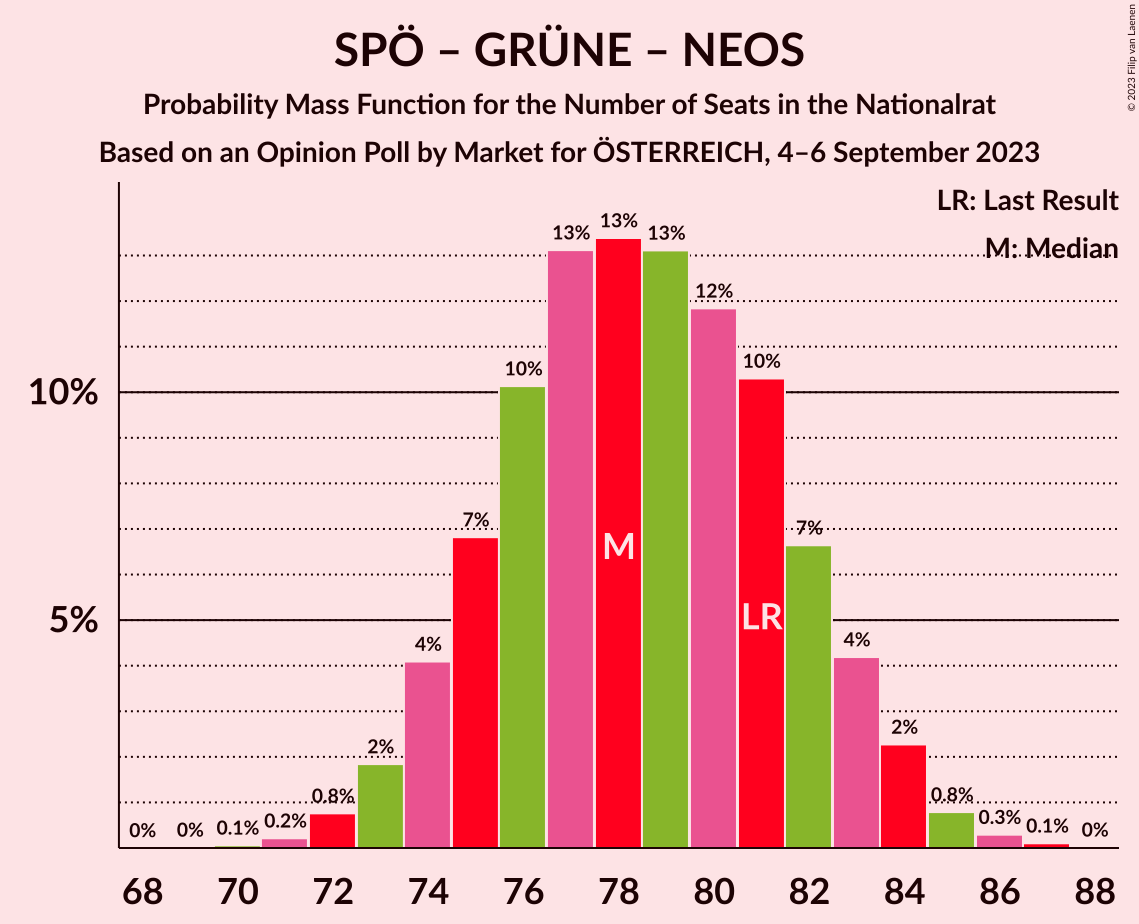 SPÖ – GRÜNE – NEOS
Probability Mass Function for the Number of Seats in the Nationalrat
Based on an Opinion Poll by Market for ÖSTERREICH, 4–6 September 2023
© 2023 Filip van Laenen
LR: Last Result
M: Median
10%
5%
0%
0%
0.1%
0.2%
0.8%
2%
4%
7%
10%
13%
13%
13%
12%
10%
7%
4%
2%
0.8%
0.3%
0.1%
0%
M
LR
68 70 72 74 76 78 80 82 84 86 88